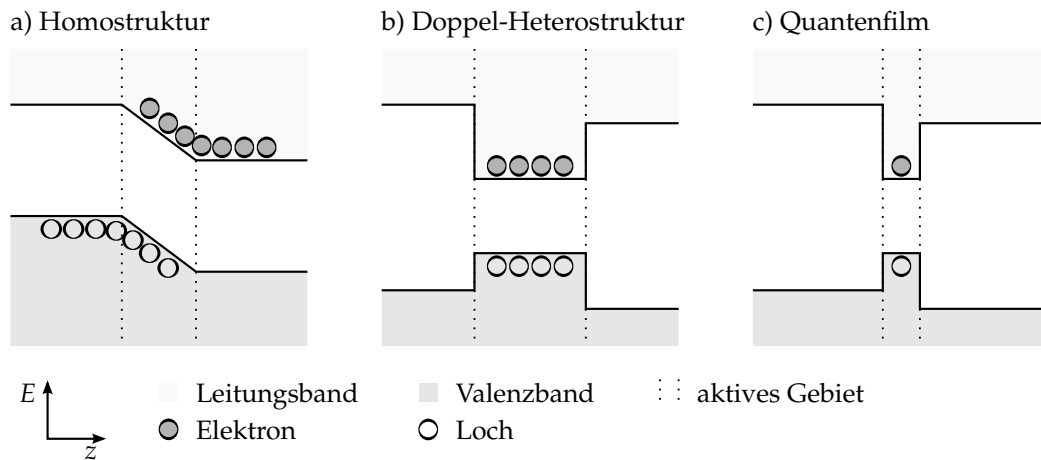 a) Homostruktur
b) Doppel-Heterostruktur
c) Quantenfilm
E
z
Leitungsband
Valenzband
aktives Gebiet
Elektron
Loch